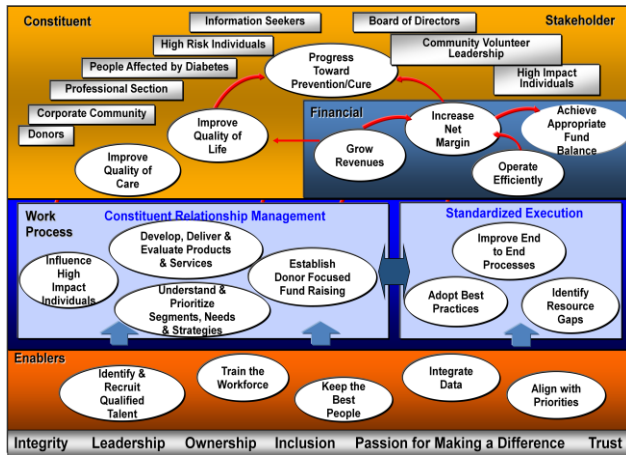 Constituent
Information Seekers
Board of Directors
Stakeholder
High Risk Individuals
Community Volunteer
Leadership
People Affected by Diabetes
High Impact
Individuals
Professional Section
Corporate Community
Donors
Progress
Toward
Prevention/Cure
Improve
Quality of
Life
Improve
Quality of
Care
Financial
Increase
Net
Margin
Achieve
Appropriate
Fund
Balance
Grow
Revenues
Operate
Efficiently
Work
Process
Constituent Relationship Management
Develop, Deliver &
Evaluate Products
& Services
Influence
High
Impact
Individuals
Establish
Donor Focused
Fund Raising
Understand &
Prioritize
Segments, Needs
& Strategies
Standardized Execution
Improve End
to End
Processes
Adopt Best
Practices
Identify
Resource
Gaps
Enablers
Identify &
Recruit
Qualified
Talent
Train the
Workforce
Keep the
Best
People
Integrate
Data
Align with
Priorities
Integrity Leadership Ownership Inclusion Passion for Making a Difference Trust